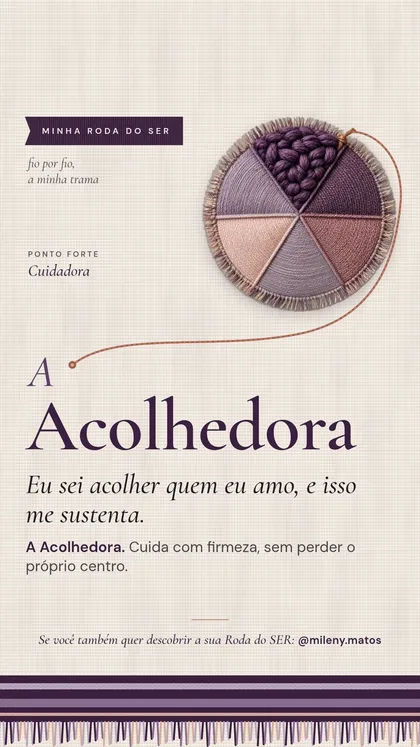 MINHA RODA DO SER
fio por fio,
a minha trama
PONTO FORTE
Cuidadora
A
Acolhedora
Eu sei acolher quem eu amo, e isso
me sustenta.
A Acolhedora. Cuida com firmeza, sem perder o
próprio centro.
Se você também quer descobrir a sua Roda do SER: @mileny.matos